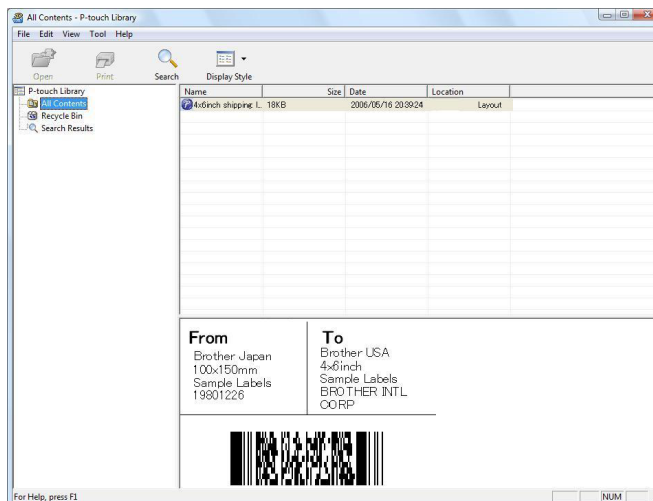 All Contents - P-touch Library
File Edit View Tool Help
Open Print Search Display Style
P-touch Library
All Contents
Recycle Bin
Search Results
Name Size Date Location
4x6inch shipping l... 18KB 2006/05/16 20:39:24 Layout
From
Brother Japan
100x150mm
Sample Labels
19801226
To
Brother USA
4x6inch
Sample Labels
BROTHER INTL
CORP
For Help, press F1
NUM